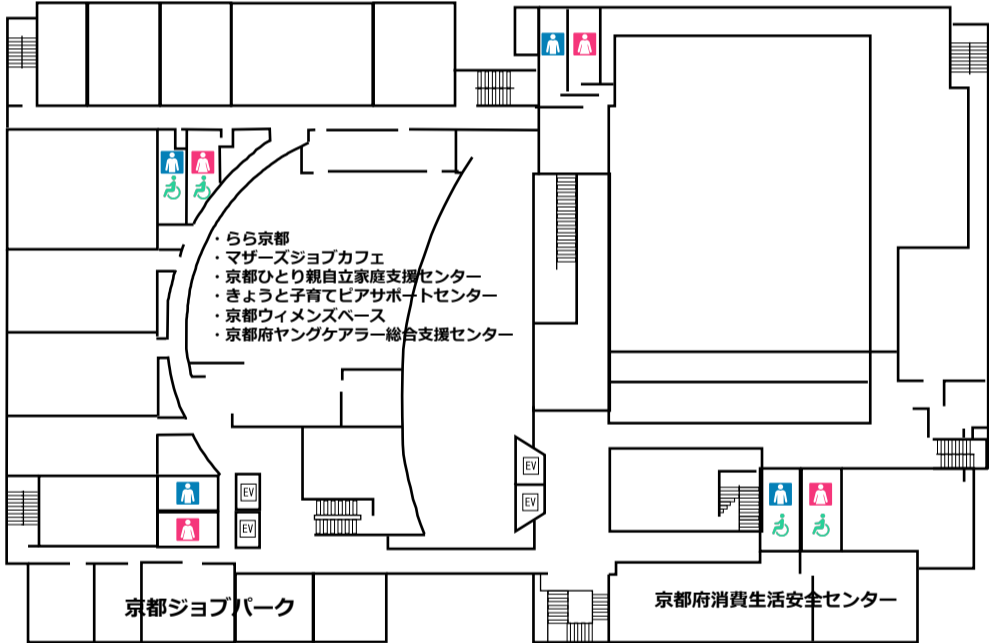 ・らら京都
・マザーズジョブカフェ
・京都ひとり親自立家庭支援センター
・きょうと子育てピアサポートセンター
・京都ウィメンズベース
・京都府ヤングケアラー総合支援センター
EV
EV
EV
EV
京都ジョブパーク
京都府消費生活安全センター